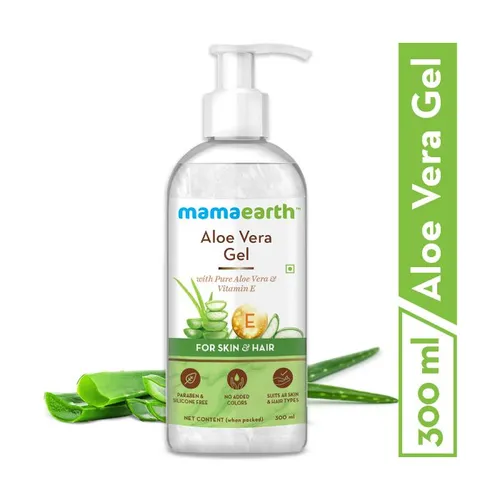 mamaearth™
Aloe Vera
Gel
with Pure Aloe Vera &
Vitamin E
E
FOR SKIN & HAIR
PARABEN &
SILICONE FREE
NO ADDED
COLORS
SUITS All SKIN
& HAIR TYPES
NET CONTENT (when packed)
300 ml
300 ml / Aloe Vera Gel